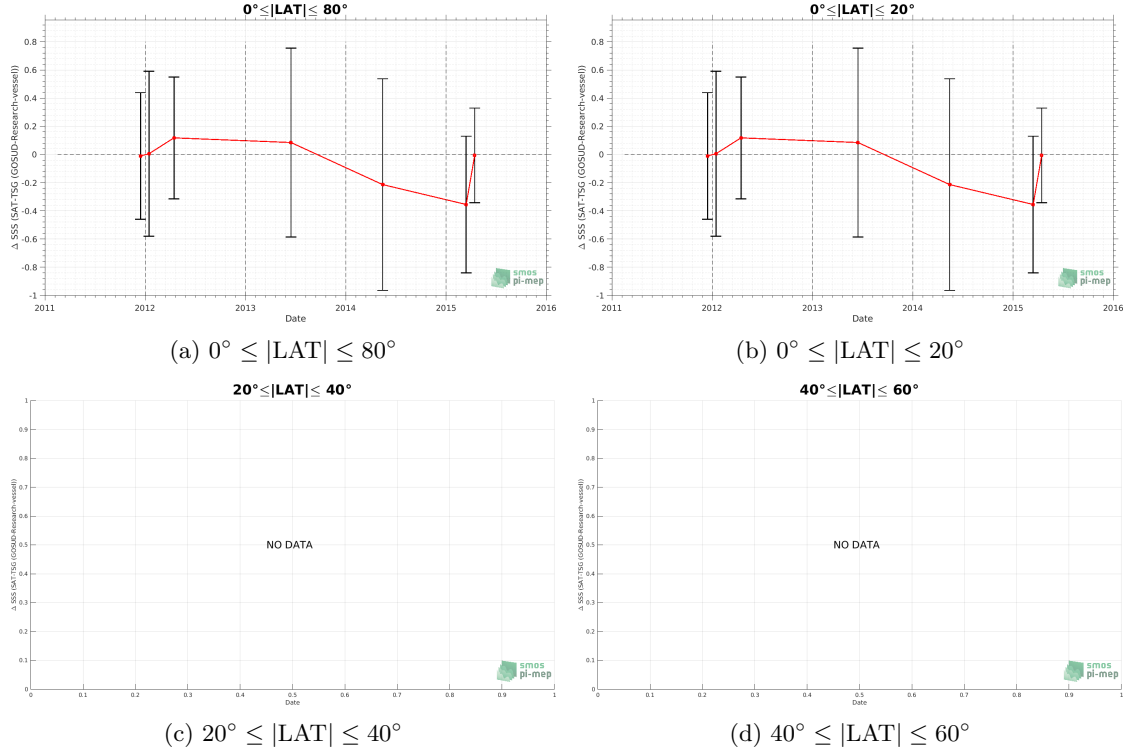 0°≤|LAT|≤ 80°
Δ SSS (SAT-TSG (GOSUD-Research-vessel))
0.8
0.6
0.4
0.2
0
-0.2
-0.4
-0.6
-0.8
-1
2011 2012 2013 2014 2015 2016
Date
smos
pi-mep
(a) 0° ≤ |LAT| ≤ 80°
0°≤|LAT|≤ 20°
Δ SSS (SAT-TSG (GOSUD-Research-vessel))
0.8
0.6
0.4
0.2
0
-0.2
-0.4
-0.6
-0.8
-1
2011 2012 2013 2014 2015 2016
Date
smos
pi-mep
(b) 0° ≤ |LAT| ≤ 20°
20°≤|LAT|≤ 40°
Δ SSS (SAT-TSG (GOSUD-Research-vessel))
1
0.9
0.8
0.7
0.6
0.5
0.4
0.3
0.2
0.1
0
NO DATA
0 0.1 0.2 0.3 0.4 0.5 0.6 0.7 0.8 0.9 1
Date
smos
pi-mep
(c) 20° ≤ |LAT| ≤ 40°
40°≤|LAT|≤ 60°
Δ SSS (SAT-TSG (GOSUD-Research-vessel))
1
0.9
0.8
0.7
0.6
0.5
0.4
0.3
0.2
0.1
0
NO DATA
0.1 0.2 0.3 0.4 0.5 0.6 0.7 0.8 0.9 1
Date
smos
pi-mep
(d) 40° ≤ |LAT| ≤ 60°